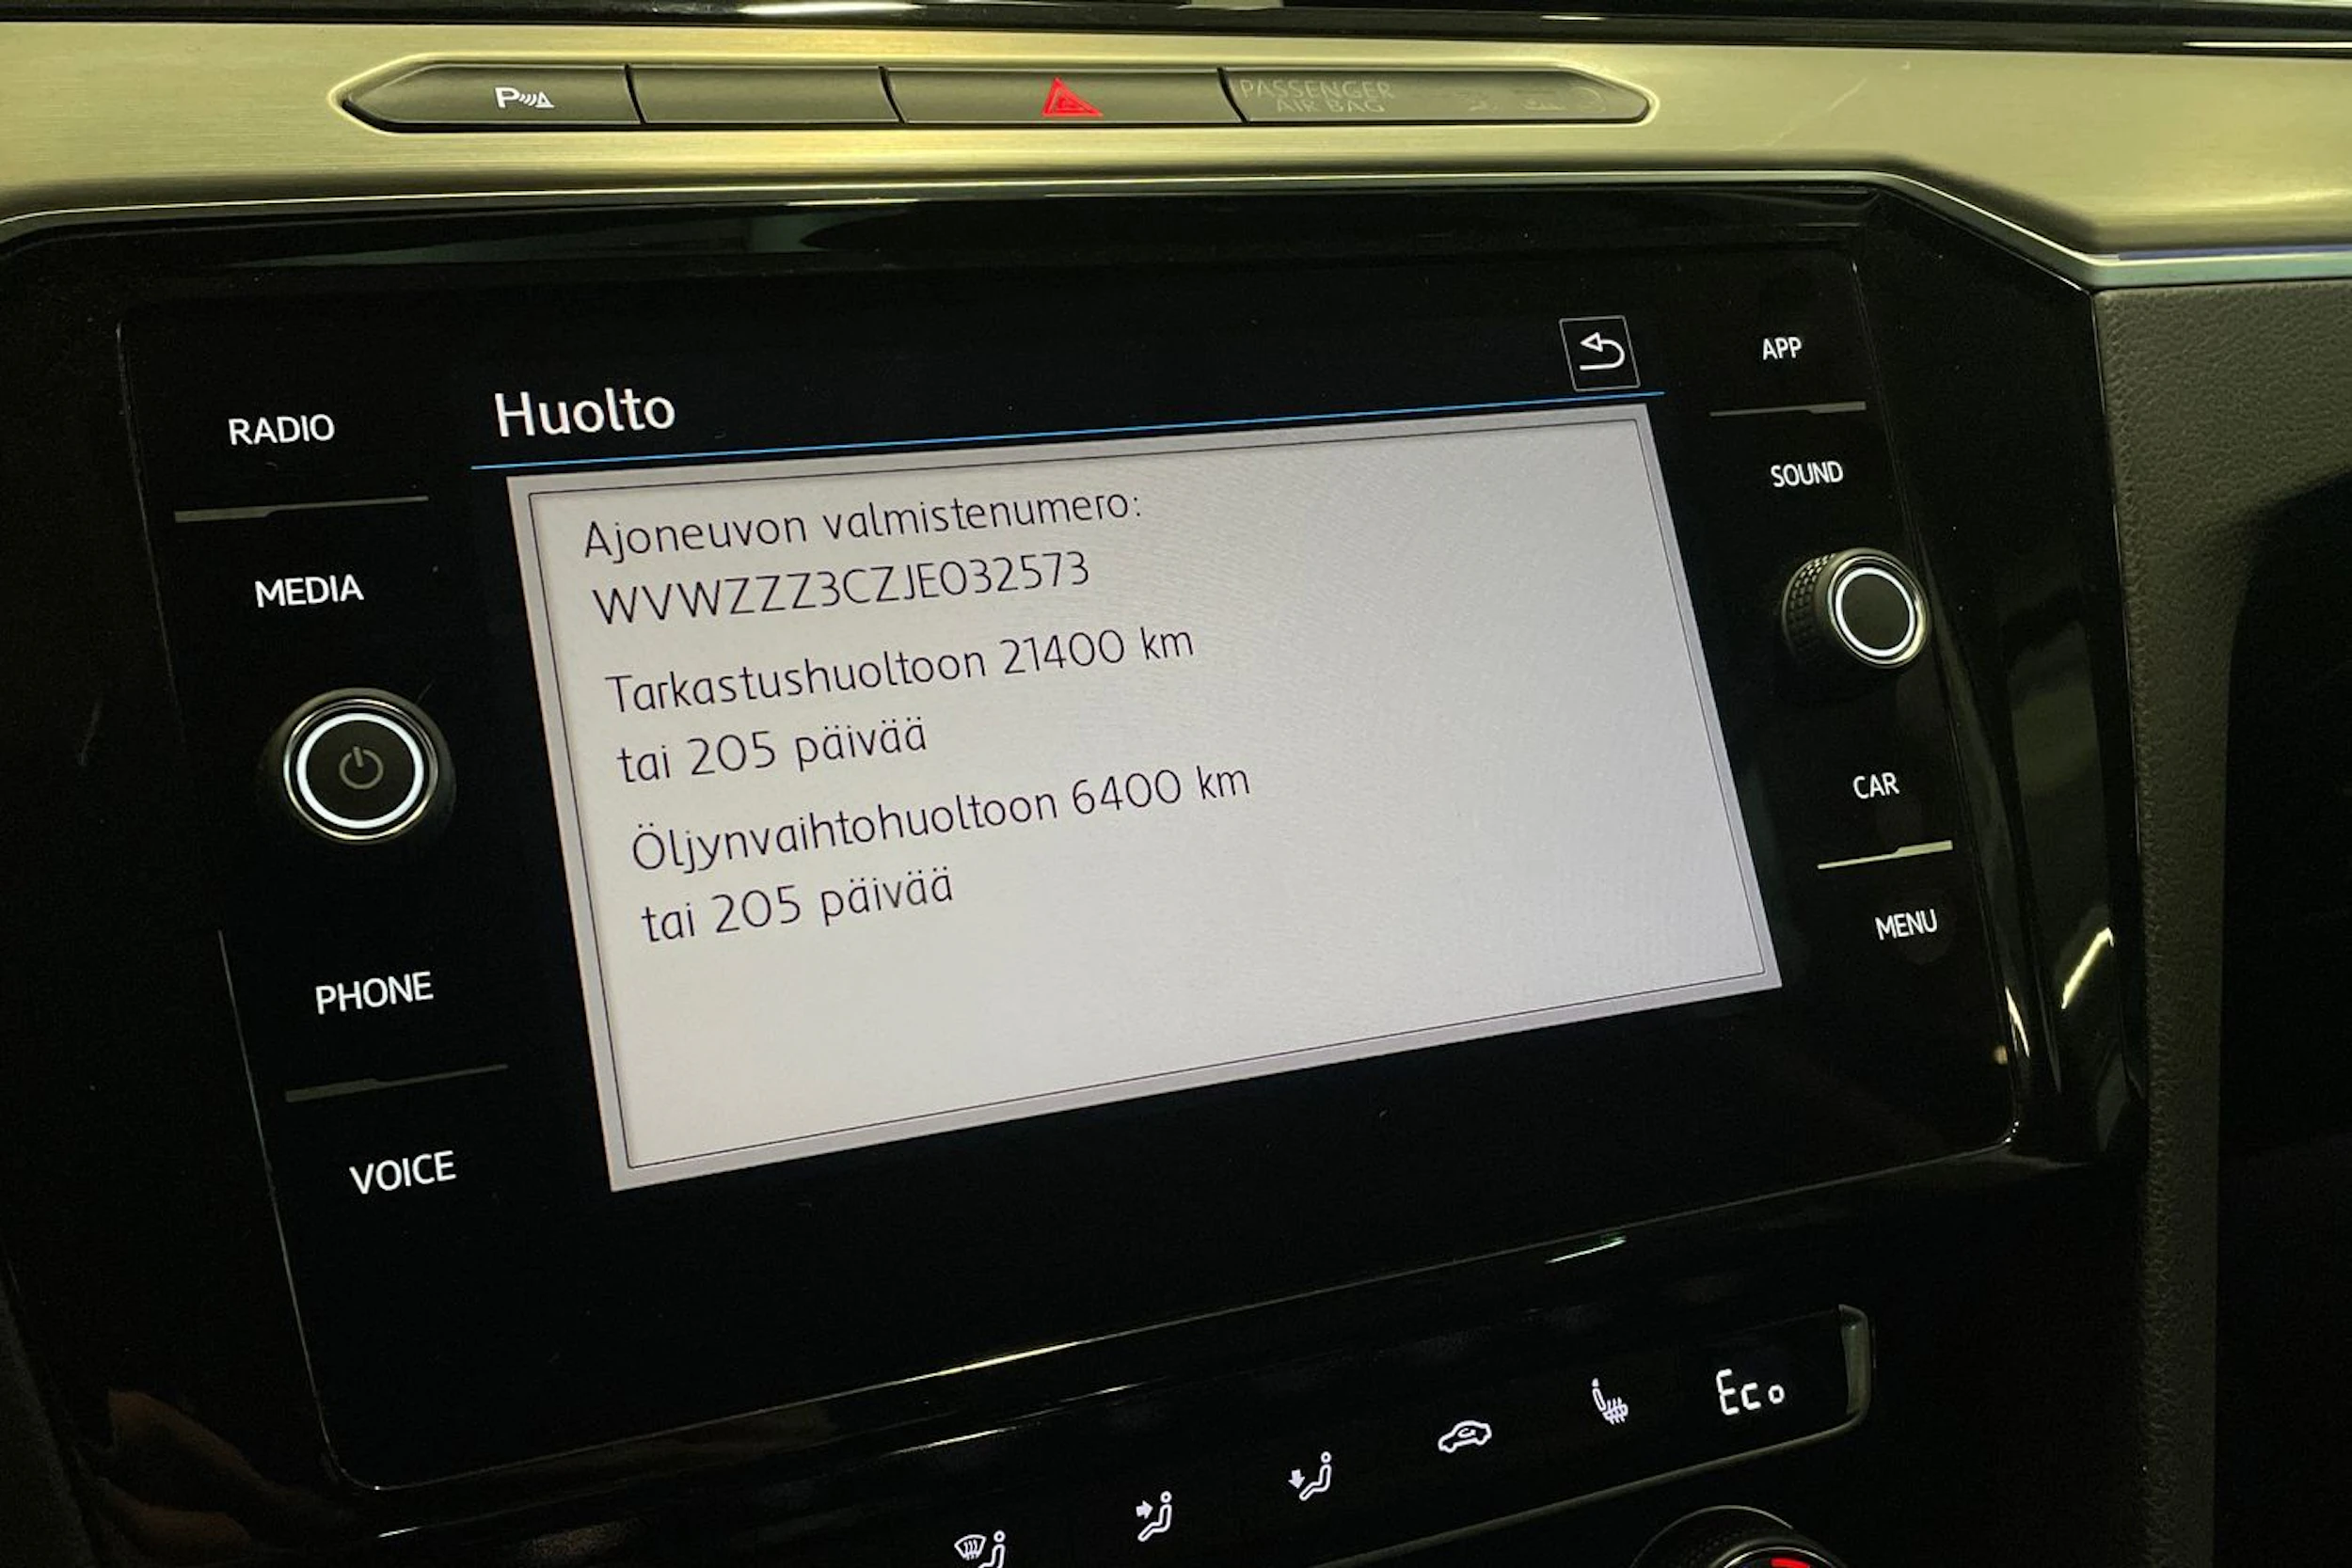 P
PASSENGER
AIR BAG
Huolto
RADIO
MEDIA
PHONE
VOICE
Ajoneuvon valmistenumero:
WVWZZZ3CZJE032573
Tarkastushuoltoon 21400 km
tai 205 päivää
Öljynvaihtohuoltoon 6400 km
tai 205 päivää
APP
SOUND
CAR
MENU
Eco